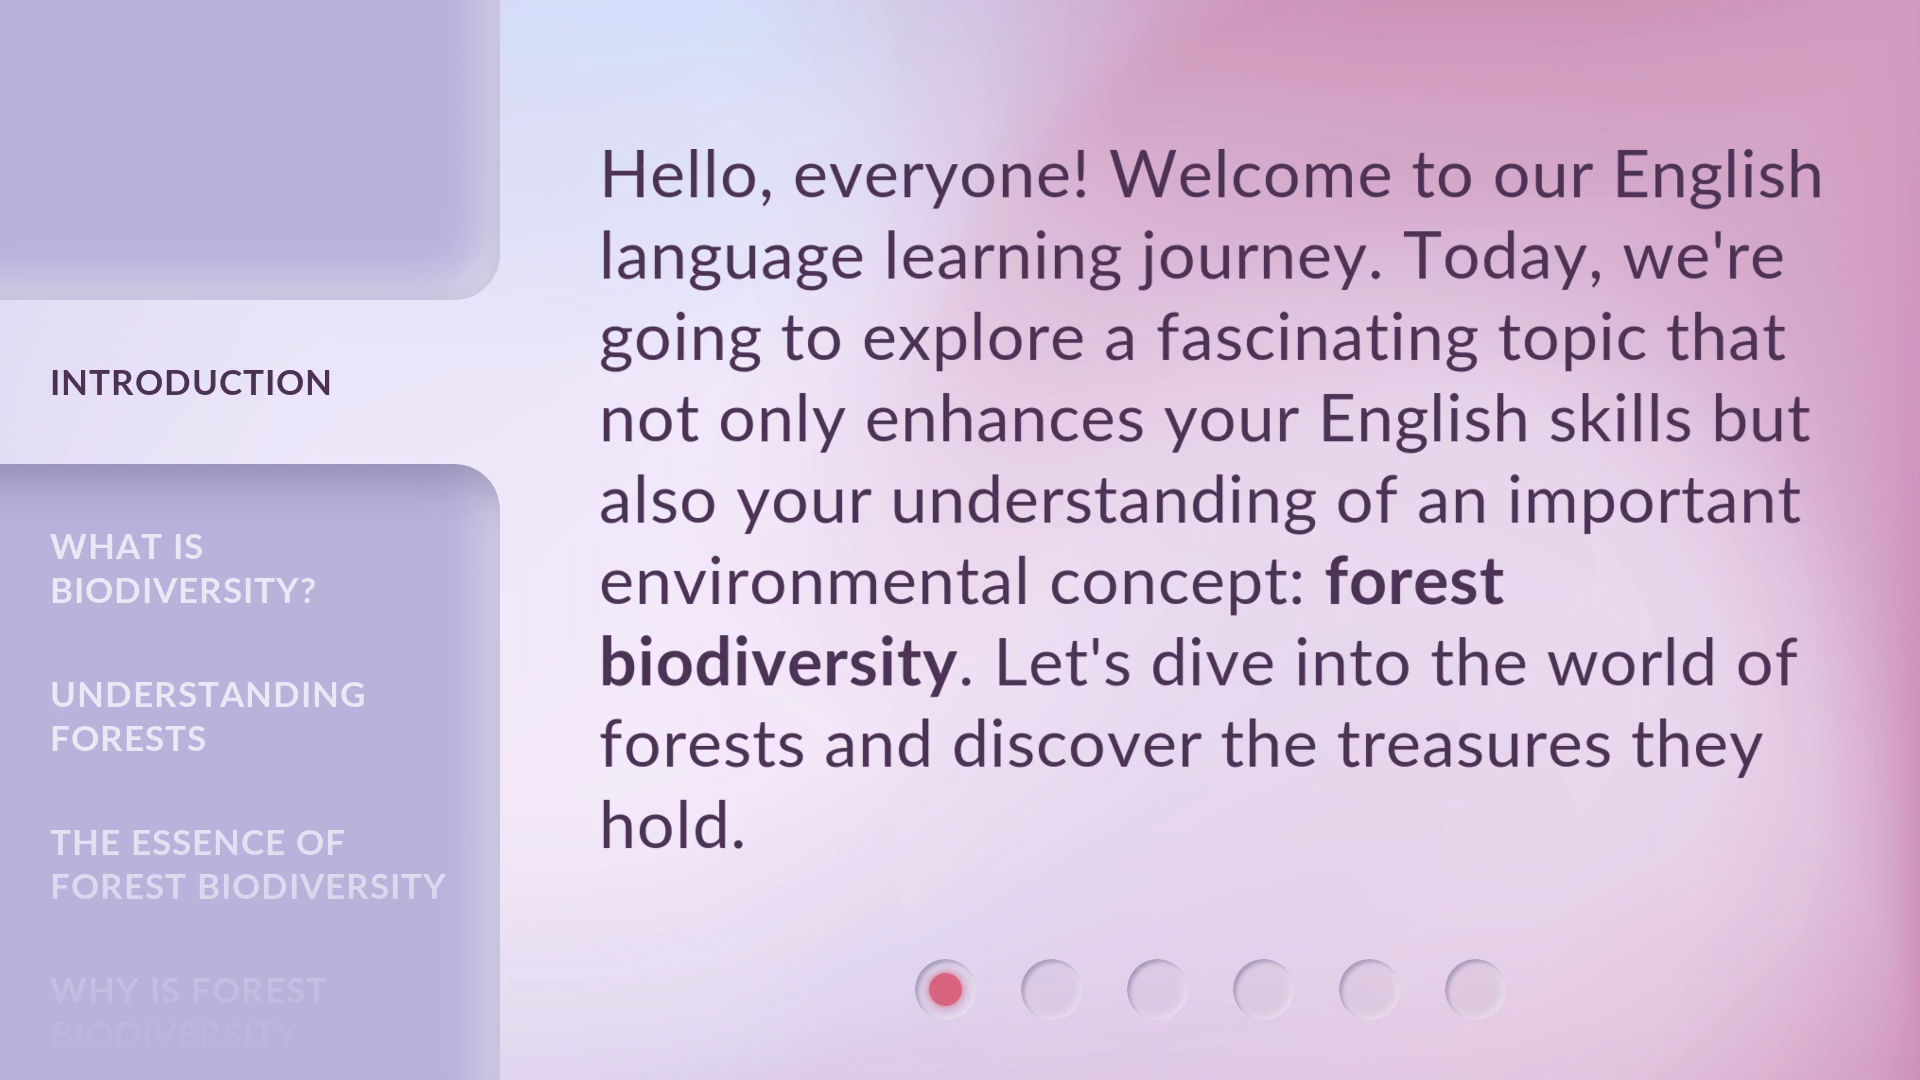 INTRODUCTION
WHAT IS
BIODIVERSITY?
UNDERSTANDING
FORESTS
THE ESSENCE OF
FOREST BIODIVERSITY
WHY IS FOREST
BIODIVERSITY
Hello, everyone! Welcome to our English
language learning journey. Today, we're
going to explore a fascinating topic that
not only enhances your English skills but
also your understanding of an important
environmental concept: forest
biodiversity. Let's dive into the world of
forests and discover the treasures they
hold.